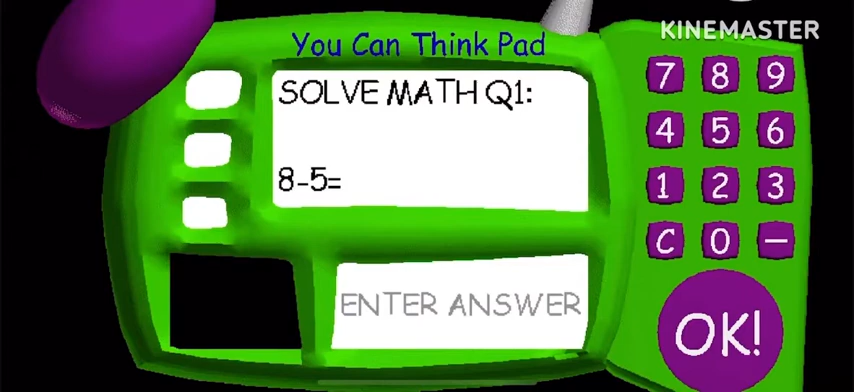 KINEMASTER
You Can Think Pad
SOLVE MATH Q1:
8-5=
ENTER ANSWER
7 8 9
4 5 6
1 2 3
C 0 –
OK!